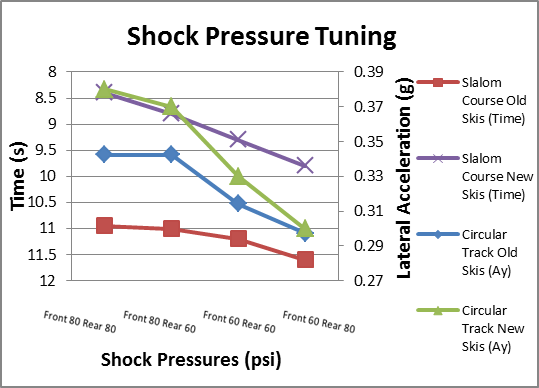 Shock Pressure Tuning
Time (s)
8
8.5
9
9.5
10
10.5
11
11.5
12
0.39
0.37
0.35
0.33
0.31
0.29
0.27
Lateral Acceleration (g)
Front 80 Rear 80
Front 80 Rear 60
Front 60 Rear 60
Front 60 Rear 80
Shock Pressures (psi)
Slalom
Course Old
Skis (Time)
Slalom
Course New
Skis (Time)
Circular
Track Old
Skis (Ay)
Circular
Track New
Skis (Ay)